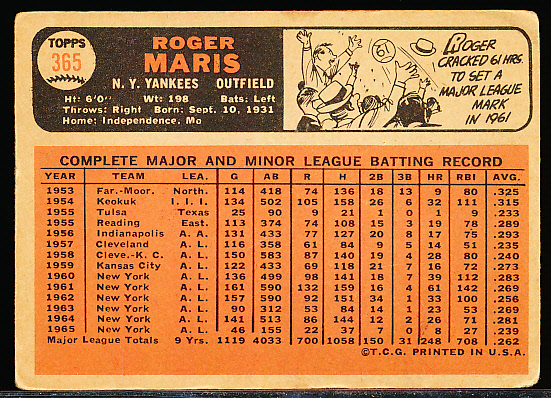 TOPPS
365
ROGER
MARIS
N. Y. YANKEES OUTFIELD
Ht: 6'0" Wt: 198 Bats: Left
Throws: Right Born: Sept. 10, 1931
Home: Independence, Mo
61
ROGER
CRACKED 61 HRS.
TO SET A
MAJOR LEAGUE
MARK
IN 1961
COMPLETE MAJOR AND MINOR LEAGUE BATTING RECORD
YEAR TEAM LEA. G AB R H 2B 3B HR RBI AVG.
1953 Far.-Moor. North. 114 418 74 136 18 13 9 80 .325
1954 Keokuk I. I. I. 134 502 105 158 26 6 32 111 .315
1955 Tulsa Texas 25 90 9 21 1 0 1 9 .233
1955 Reading East. 113 374 74 108 15 3 19 78 .289
1956 Indianapolis A. A. 131 433 77 127 20 8 17 75 .293
1957 Cleveland A. L. 116 358 61 84 9 5 14 51 .235
1958 Cleve.-K. C. A. L. 150 583 87 140 19 4 28 80 .240
1959 Kansas City A. L. 122 433 69 118 21 7 16 72 .273
1960 New York A. L. 136 499 98 141 18 7 39 112 .283
1961 New York A. L. 161 590 132 159 16 4 61 142 .269
1962 New York A. L. 157 590 92 151 34 1 33 100 .256
1963 New York A. L. 90 312 53 84 14 1 23 53 .269
1964 New York A. L. 141 513 86 144 12 2 26 71 .281
1965 New York A. L. 46 155 22 37 7 0 8 27 .239
Major League Totals 9 Yrs. 1119 4033 700 1058 150 31 248 708 .262
©T.C.G. PRINTED IN U.S.A.